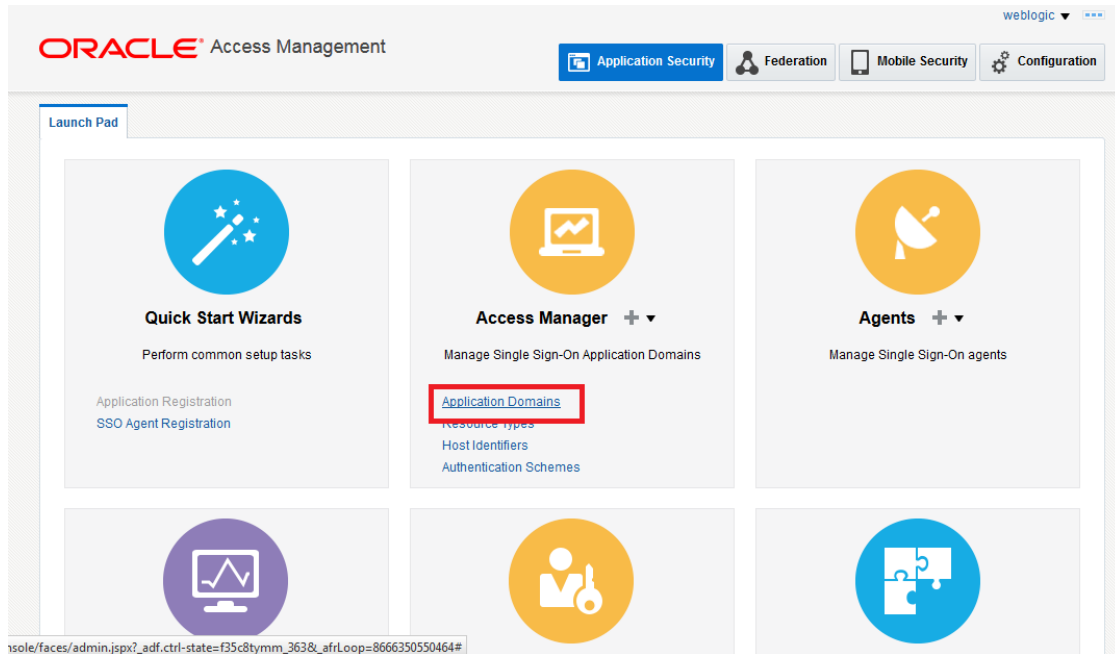 weblogic
ORACLE Access Management
Application Security
Federation
Mobile Security
Configuration
Launch Pad
Quick Start Wizards
Perform common setup tasks
Application Registration
SSO Agent Registration
Access Manager
Manage Single Sign-On Application Domains
Application Domains
Resource Types
Host Identifiers
Authentication Schemes
Agents
Manage Single Sign-On agents
nsole/faces/admin.jspx?_adf.ctrl-state=f35c8tymm_363&_afrLoop=8666350550464#